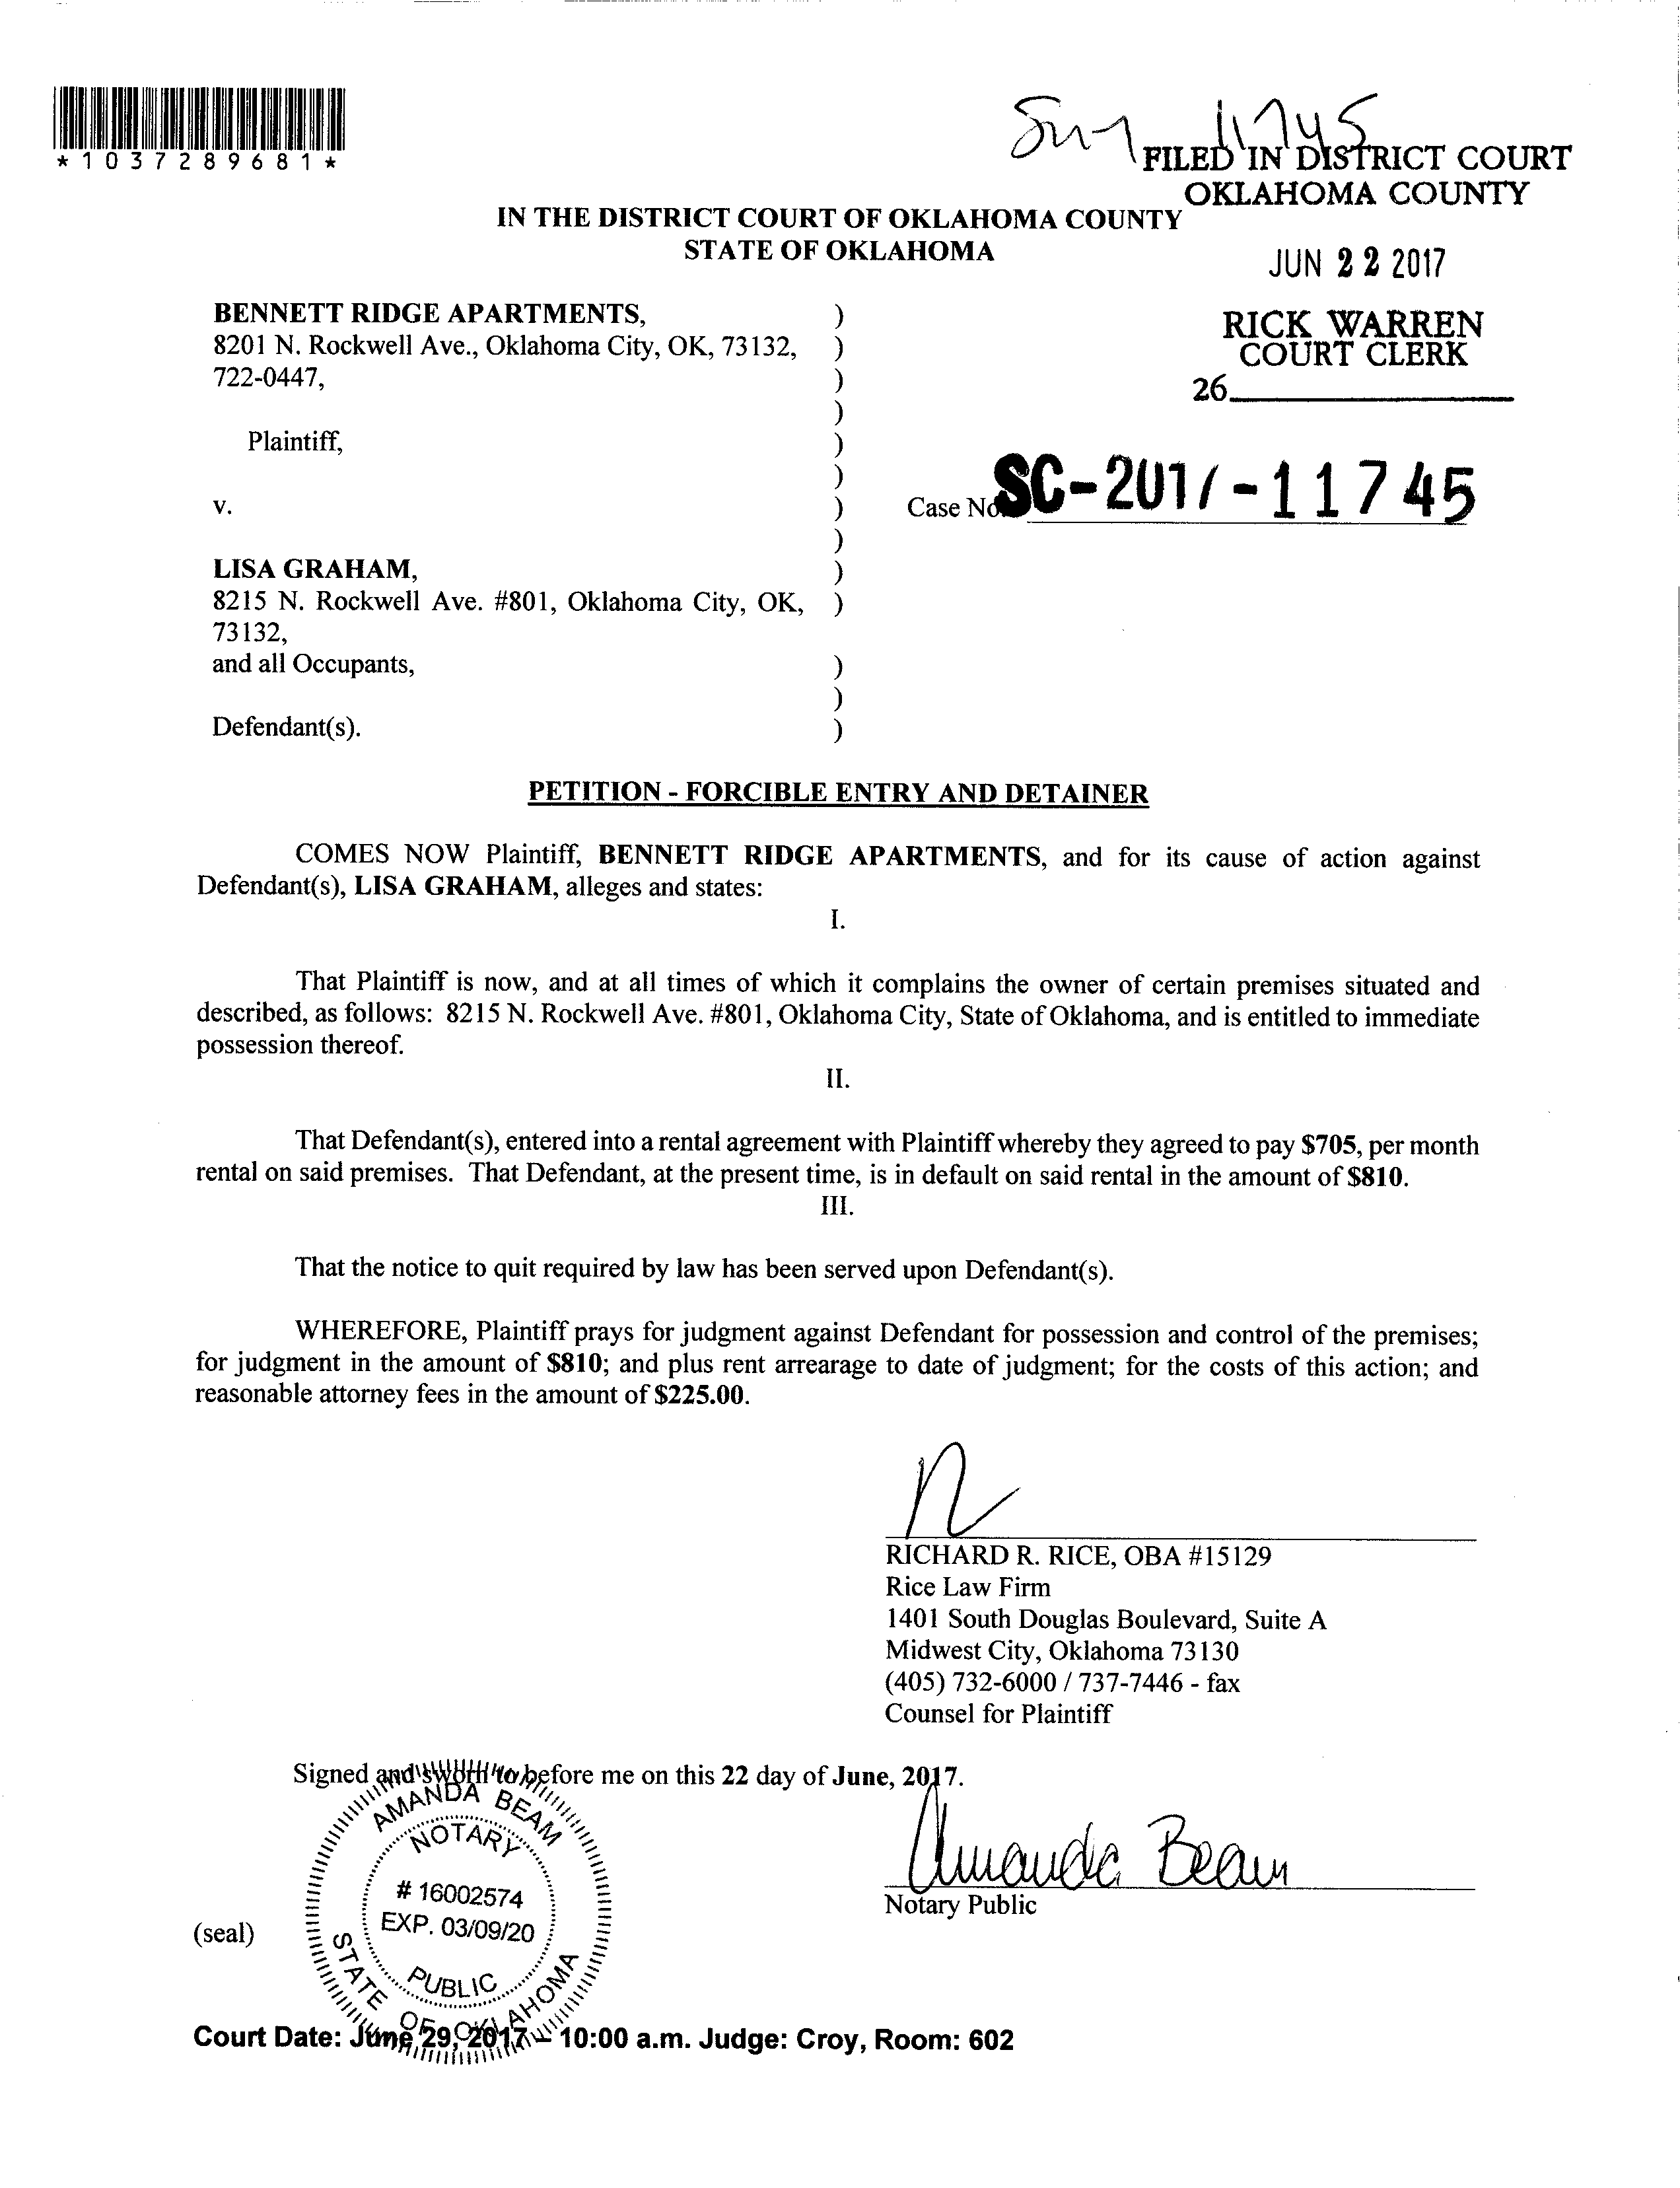 *1037289681*
Sm-17 11745
FILED IN DISTRICT COURT
OKLAHOMA COUNTY
IN THE DISTRICT COURT OF OKLAHOMA COUNTY
STATE OF OKLAHOMA
JUN 22 2017
RICK WARREN
COURT CLERK
26
BENNETT RIDGE APARTMENTS, )
8201 N. Rockwell Ave., Oklahoma City, OK, 73132, )
722-0447, )
)
Plaintiff, )
)
v. )
Case No. SC-2017-11745
)
LISA GRAHAM, )
8215 N. Rockwell Ave. #801, Oklahoma City, OK, )
73132,
and all Occupants, )
)
Defendant(s). )
PETITION - FORCIBLE ENTRY AND DETAINER
COMES NOW Plaintiff, BENNETT RIDGE APARTMENTS, and for its cause of action against
Defendant(s), LISA GRAHAM, alleges and states:
I.
That Plaintiff is now, and at all times of which it complains the owner of certain premises situated and
described, as follows: 8215 N. Rockwell Ave. #801, Oklahoma City, State of Oklahoma, and is entitled to immediate
possession thereof.
II.
That Defendant(s), entered into a rental agreement with Plaintiff whereby they agreed to pay $705, per month
rental on said premises. That Defendant, at the present time, is in default on said rental in the amount of $810.
III.
That the notice to quit required by law has been served upon Defendant(s).
WHEREFORE, Plaintiff prays for judgment against Defendant for possession and control of the premises;
for judgment in the amount of $810; and plus rent arrearage to date of judgment; for the costs of this action; and
reasonable attorney fees in the amount of $225.00.
RICHARD R. RICE, OBA #15129
Rice Law Firm
1401 South Douglas Boulevard, Suite A
Midwest City, Oklahoma 73130
(405) 732-6000 / 737-7446 - fax
Counsel for Plaintiff
Signed and sworn to before me on this 22 day of June, 2017.
AMANDA BEAM
NOTARY
# 16002574
EXP. 03/09/20
PUBLIC
STATE OF OKLAHOMA
Amanda Beam
Notary Public
(seal)
Court Date: June 29, 2017 – 10:00 a.m. Judge: Croy, Room: 602